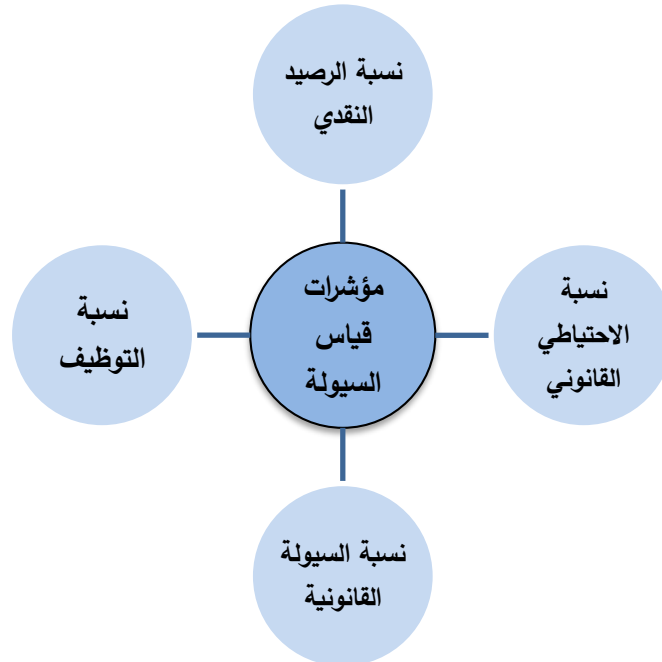 نسبة الرصيد
النقدي
مؤشرات
قياس
السيولة
نسبة
الاحتياطي
القانوني
نسبة السيولة
القانونية
نسبة
التوظيف